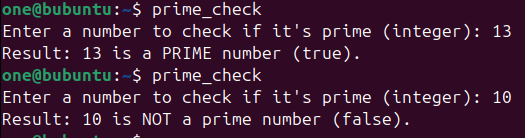 one@bubuntu:~$ prime_check
Enter a number to check if it's prime (integer): 13
Result: 13 is a PRIME number (true).
one@bubuntu:~$ prime_check
Enter a number to check if it's prime (integer): 10
Result: 10 is NOT a prime number (false).